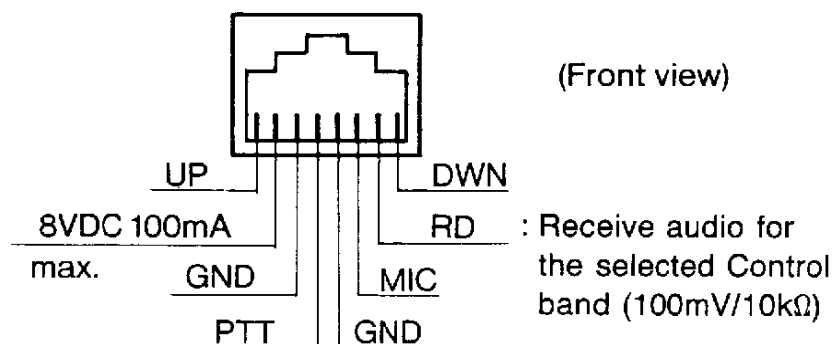 (Front view)
UP
DWN
8VDC 100mA
max.
RD
: Receive audio for
the selected Control
band (100mV/10kΩ)
GND
MIC
PTT
GND